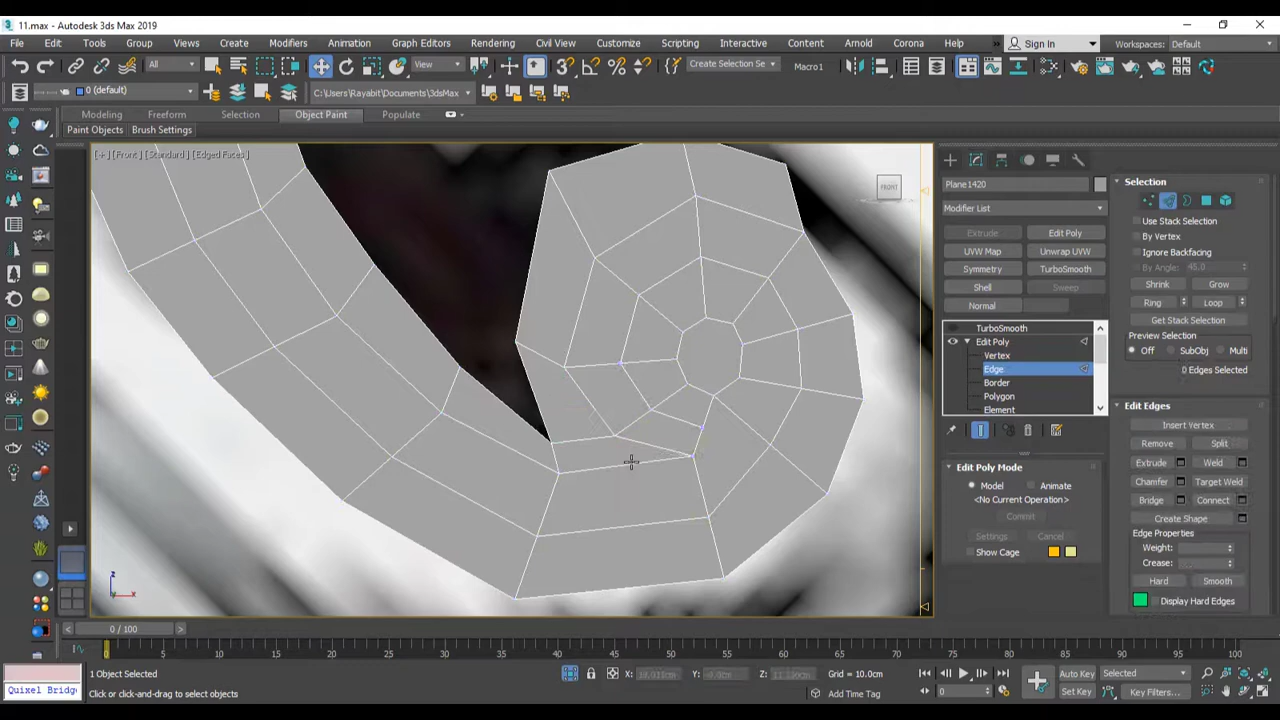 11.max - Autodesk 3ds Max 2019
File Edit Tools Group Views Create Modifiers Animation Graph Editors Rendering Civil View Customize Scripting Interactive Content Arnold Corona Help Sign In Workspaces: Default
All View Create Selection Se Macro1
0 (default) C:\Users\Rayabit\Documents\3dsMax
Modeling Freeform Selection Object Paint Populate
Paint Objects Brush Settings
[+] [Front] [Standard] [Edged Faces]
FRONT
Plane1420
Modifier List
Extrude Edit Poly
UVW Map Unwrap UVW
Symmetry TurboSmooth
Shell Sweep
Normal
TurboSmooth
Edit Poly
Vertex
Edge
Border
Polygon
Element
Edit Poly Mode
Model Animate
<No Current Operation>
Commit
Settings Cancel
Show Cage
Selection
Use Stack Selection
By Vertex
Ignore Backfacing
By Angle: 45.0
Shrink Grow
Ring Loop
Get Stack Selection
Preview Selection
Off SubObj Multi
0 Edges Selected
Edit Edges
Insert Vertex
Remove Split
Extrude Weld
Chamfer Target Weld
Bridge Connect
Create Shape
Edge Properties
Weight:
Crease:
Hard Smooth
Display Hard Edges
z
x
0 / 100
0 5 10 15 20 25 30 35 40 45 50 55 60 65 70 75 80 85 90 95 100
1 Object Selected X: Y: Z: Grid = 10.0cm Auto Key Selected
Quixel Bridge Click or click-and-drag to select objects Add Time Tag 0 Set Key Key Filters...